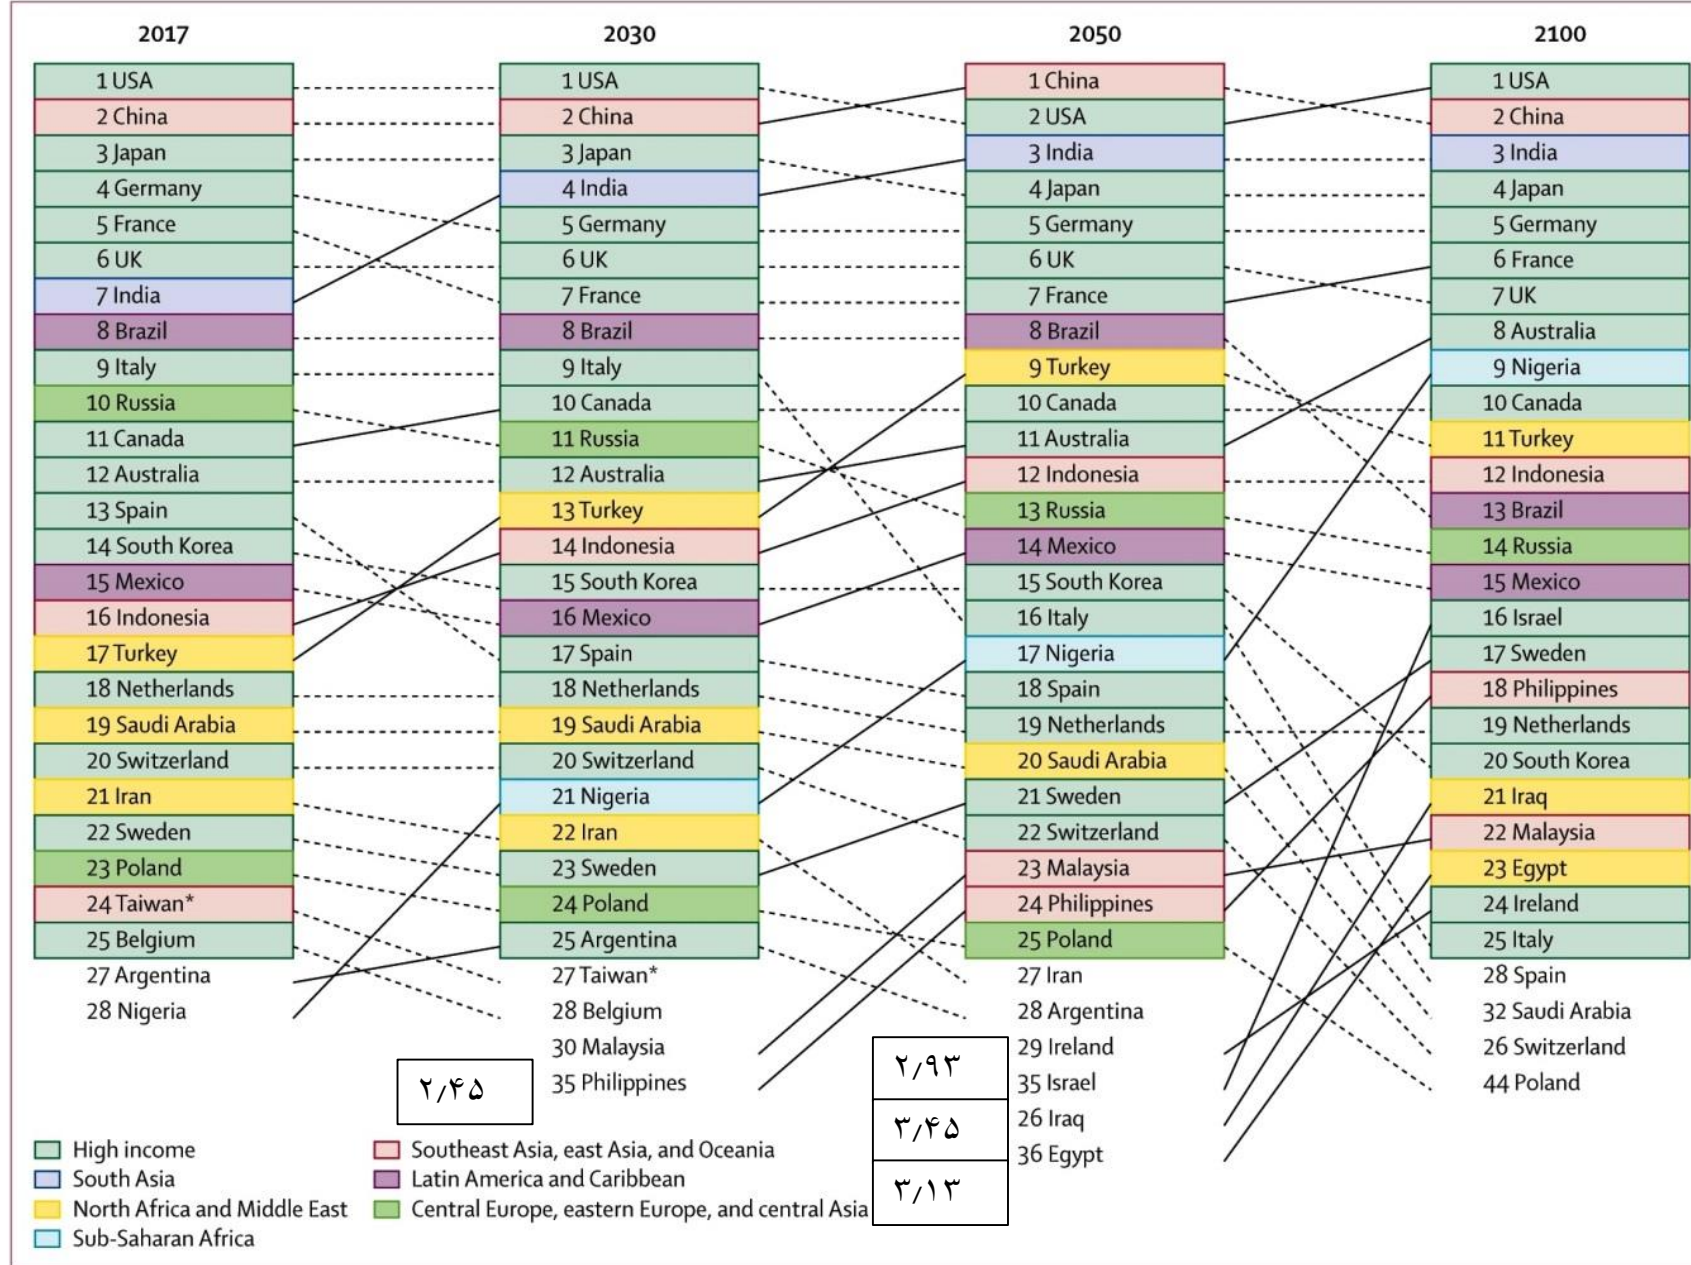 2017
1 USA
2 China
3 Japan
4 Germany
5 France
6 UK
7 India
8 Brazil
9 Italy
10 Russia
11 Canada
12 Australia
13 Spain
14 South Korea
15 Mexico
16 Indonesia
17 Turkey
18 Netherlands
19 Saudi Arabia
20 Switzerland
21 Iran
22 Sweden
23 Poland
24 Taiwan*
25 Belgium
27 Argentina
28 Nigeria
2030
1 USA
2 China
3 Japan
4 India
5 Germany
6 UK
7 France
8 Brazil
9 Italy
10 Canada
11 Russia
12 Australia
13 Turkey
14 Indonesia
15 South Korea
16 Mexico
17 Spain
18 Netherlands
19 Saudi Arabia
20 Switzerland
21 Nigeria
22 Iran
23 Sweden
24 Poland
25 Argentina
27 Taiwan*
28 Belgium
30 Malaysia
35 Philippines
۲/۴۵
2050
1 China
2 USA
3 India
4 Japan
5 Germany
6 UK
7 France
8 Brazil
9 Turkey
10 Canada
11 Australia
12 Indonesia
13 Russia
14 Mexico
15 South Korea
16 Italy
17 Nigeria
18 Spain
19 Netherlands
20 Saudi Arabia
21 Sweden
22 Switzerland
23 Malaysia
24 Philippines
25 Poland
27 Iran
28 Argentina
29 Ireland
35 Israel
26 Iraq
36 Egypt
۲/۹۳
۳/۴۵
۳/۱۳
2100
1 USA
2 China
3 India
4 Japan
5 Germany
6 France
7 UK
8 Australia
9 Nigeria
10 Canada
11 Turkey
12 Indonesia
13 Brazil
14 Russia
15 Mexico
16 Israel
17 Sweden
18 Philippines
19 Netherlands
20 South Korea
21 Iraq
22 Malaysia
23 Egypt
24 Ireland
25 Italy
28 Spain
32 Saudi Arabia
26 Switzerland
44 Poland
High income
South Asia
North Africa and Middle East
Sub-Saharan Africa
Southeast Asia, east Asia, and Oceania
Latin America and Caribbean
Central Europe, eastern Europe, and central Asia